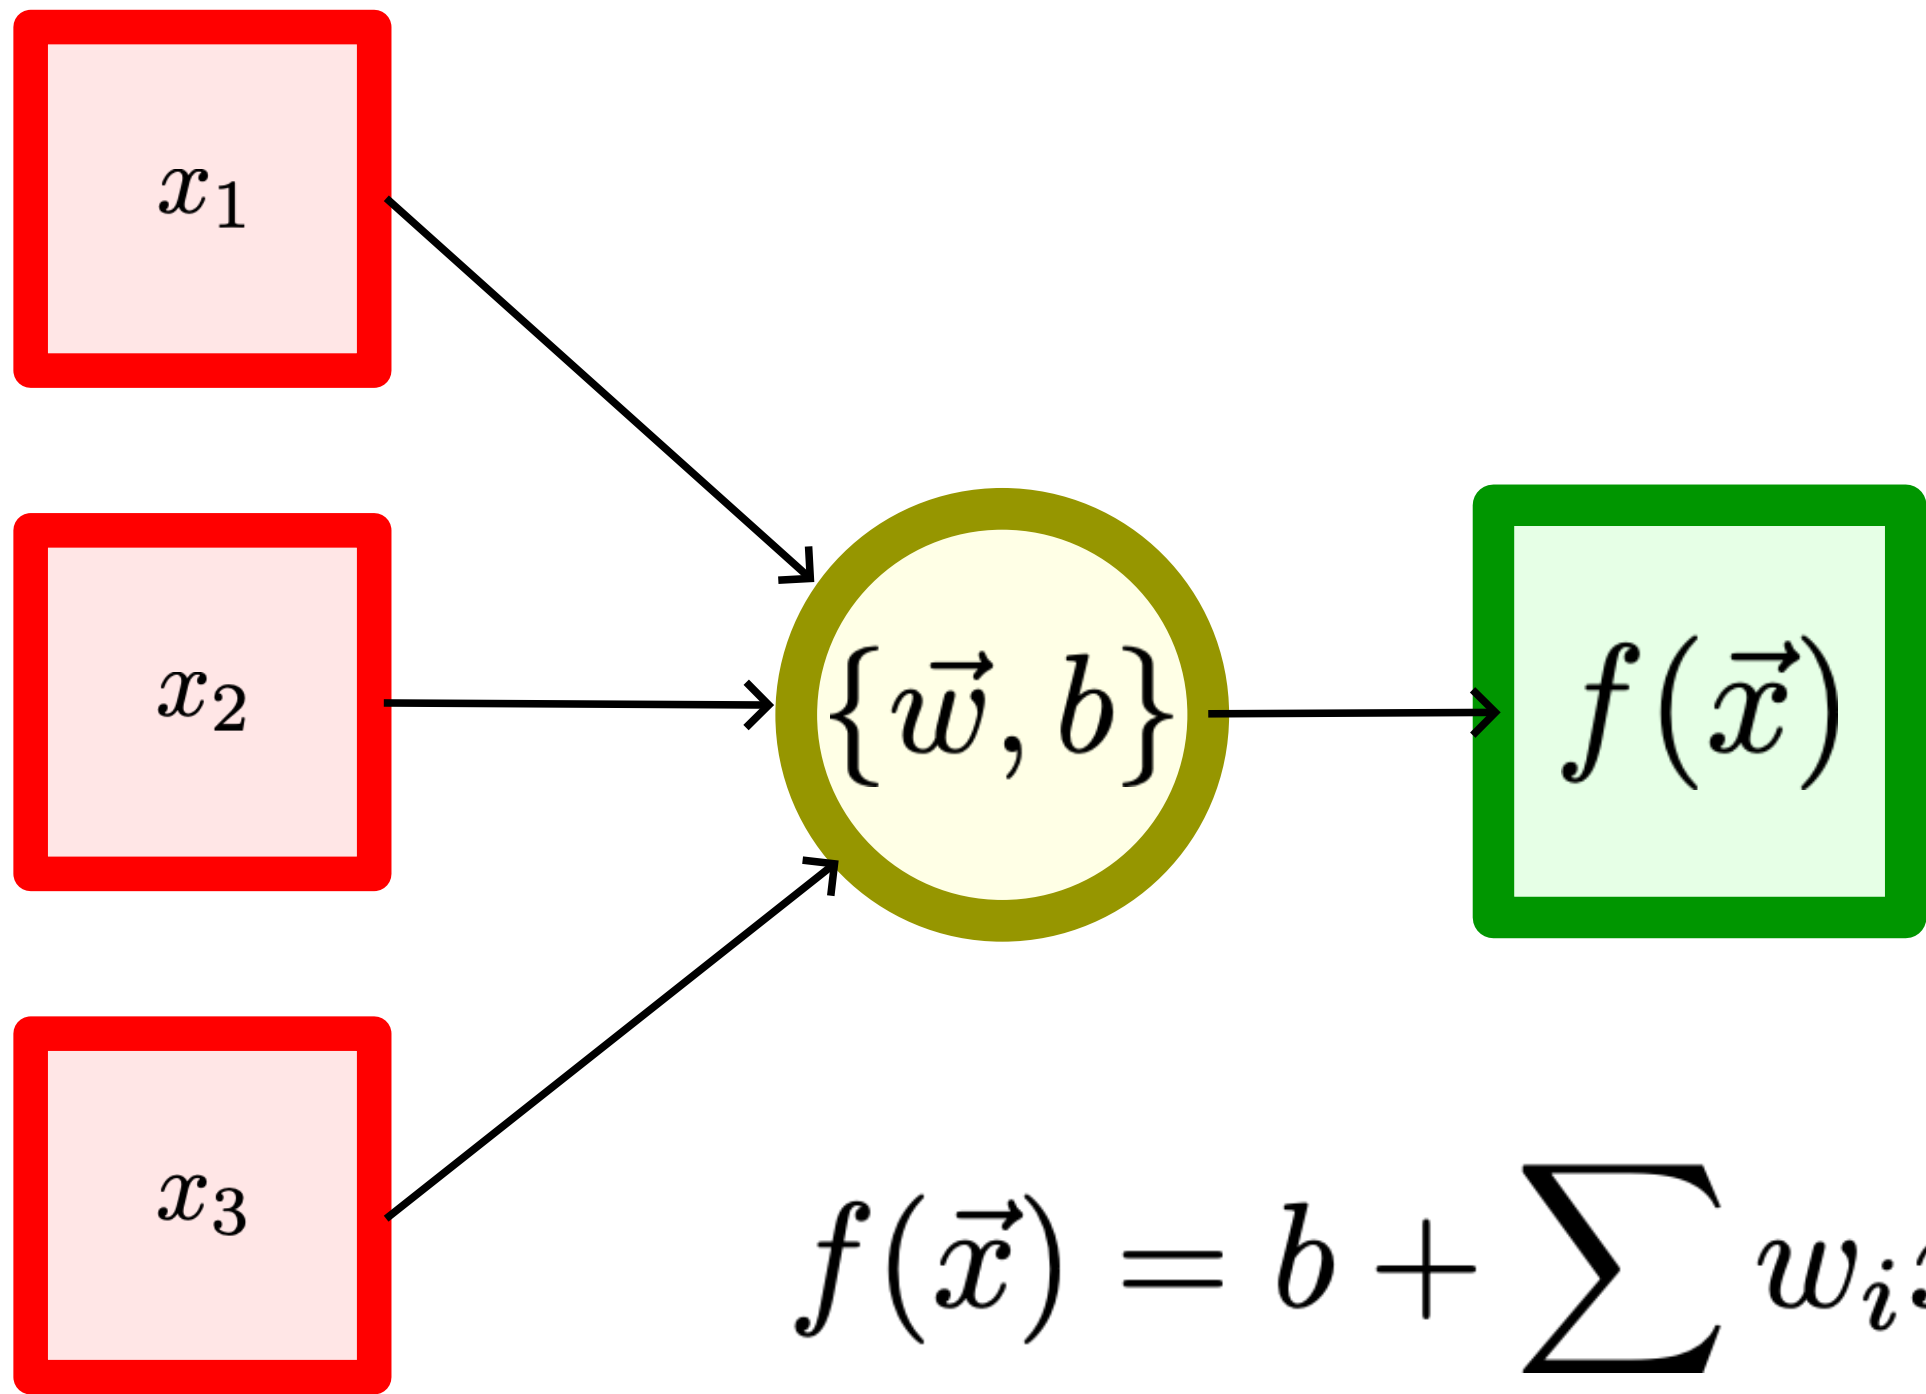 x₁
x₂
{w⃗, b}
f(x⃗)
x₃
f(x⃗) = b + ∑ wᵢ